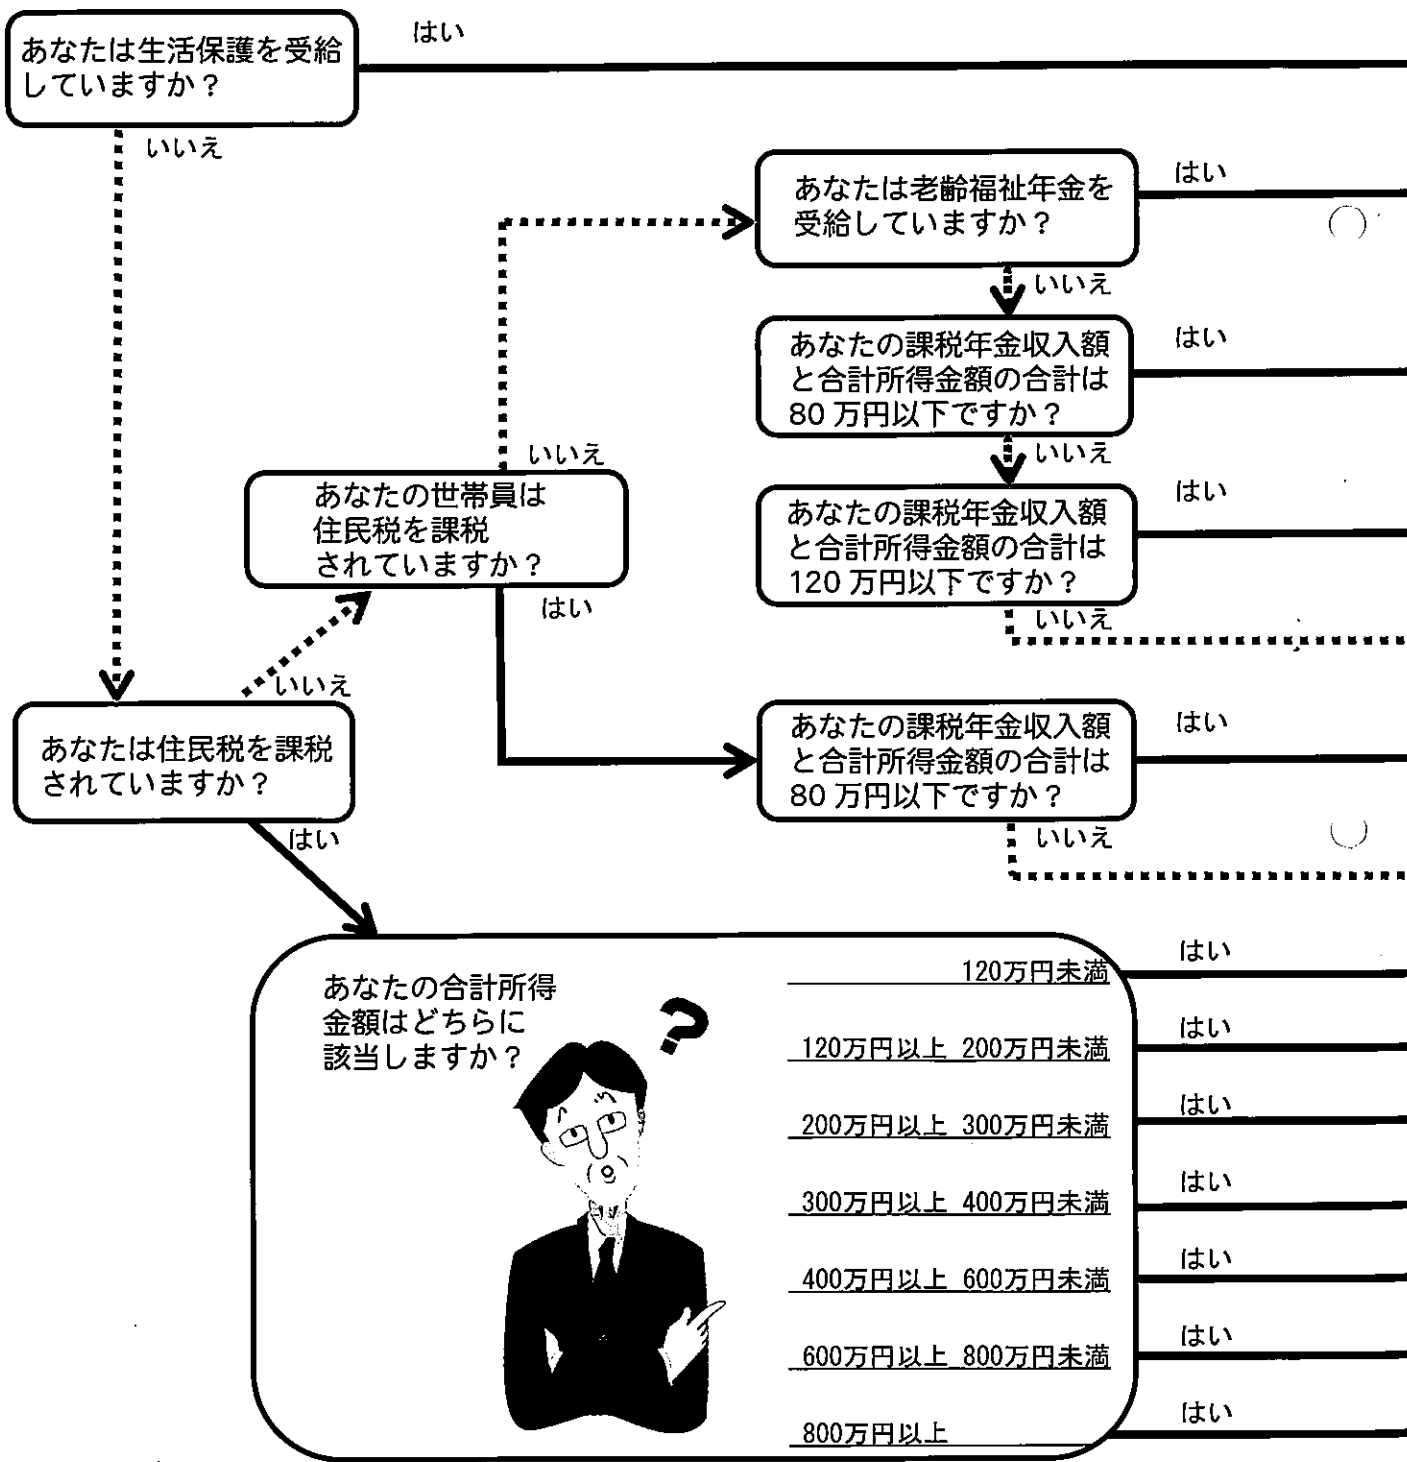 あなたは生活保護を受給
していますか？
はい
いいえ
あなたは老齢福祉年金を
受給していますか？
はい
いいえ
あなたの課税年金収入額
と合計所得金額の合計は
80万円以下ですか？
はい
いいえ
あなたの課税年金収入額
と合計所得金額の合計は
120万円以下ですか？
はい
いいえ
いいえ
あなたの世帯員は
住民税を課税
されていますか？
はい
いいえ
あなたは住民税を課税
されていますか？
はい
あなたの課税年金収入額
と合計所得金額の合計は
80万円以下ですか？
はい
いいえ
あなたの合計所得
金額はどちらに
該当しますか？
?
120万円未満
はい
120万円以上 200万円未満
はい
200万円以上 300万円未満
はい
300万円以上 400万円未満
はい
400万円以上 600万円未満
はい
600万円以上 800万円未満
はい
800万円以上
はい